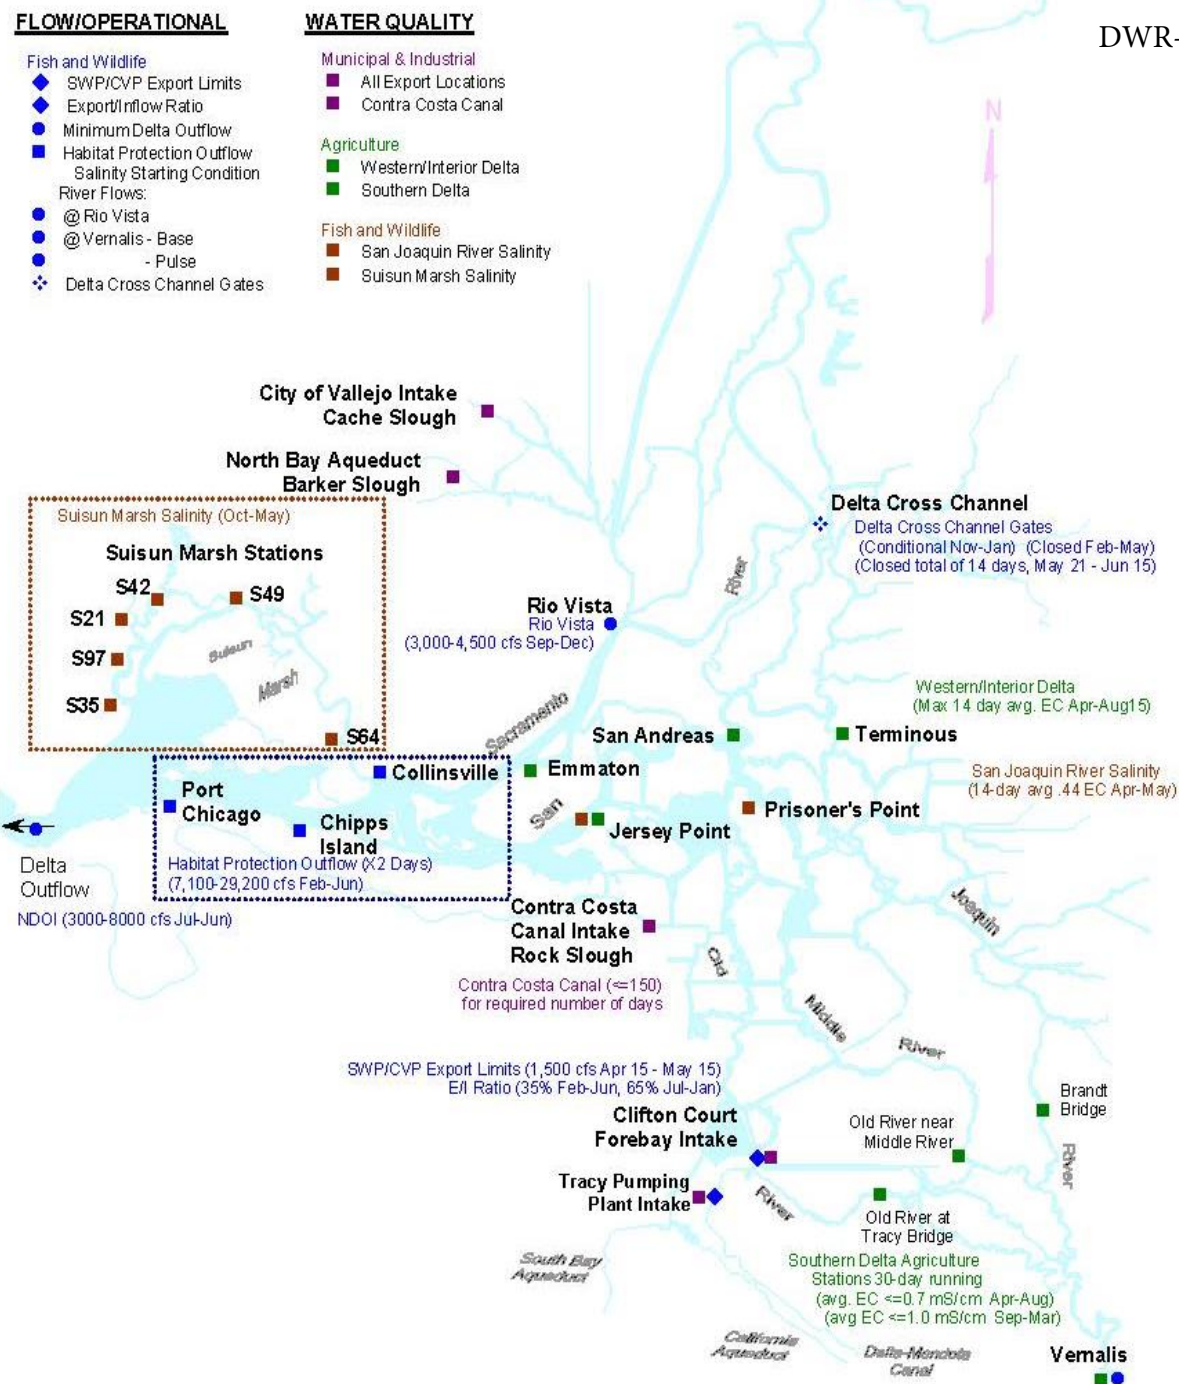 DWR-
FLOW/OPERATIONAL
Fish and Wildlife
SWP/CVP Export Limits
Export/Inflow Ratio
Minimum Delta Outflow
Habitat Protection Outflow
Salinity Starting Condition
River Flows:
@ Rio Vista
@ Vernalis - Base
- Pulse
Delta Cross Channel Gates
WATER QUALITY
Municipal & Industrial
All Export Locations
Contra Costa Canal
Agriculture
Western/Interior Delta
Southern Delta
Fish and Wildlife
San Joaquin River Salinity
Suisun Marsh Salinity
N
City of Vallejo Intake
Cache Slough
North Bay Aqueduct
Barker Slough
Suisun Marsh Salinity (Oct-May)
Suisun Marsh Stations
S42
S49
S21
S97
S35
S64
Suisun
Marsh
Delta Cross Channel
Delta Cross Channel Gates
(Conditional Nov-Jan) (Closed Feb-May)
(Closed total of 14 days, May 21 - Jun 15)
River
Rio Vista
Rio Vista
(3,000-4,500 cfs Sep-Dec)
Sacramento
Western/Interior Delta
(Max 14 day avg. EC Apr-Aug15)
San Andreas
Terminous
Collinsville
Emmaton
San Joaquin River Salinity
(14-day avg .44 EC Apr-May)
Port
Chicago
Chipps
Island
San
Jersey Point
Prisoner's Point
Habitat Protection Outflow (X2 Days)
(7,100-29,200 cfs Feb-Jun)
Delta
Outflow
NDOI (3000-8000 cfs Jul-Jun)
Joaquin
Contra Costa
Canal Intake
Rock Slough
Contra Costa Canal (<=150)
for required number of days
Old
Middle
River
SWP/CVP Export Limits (1,500 cfs Apr 15 - May 15)
E/I Ratio (35% Feb-Jun, 65% Jul-Jan)
Clifton Court
Forebay Intake
Old River near
Middle River
Brandt
Bridge
River
Tracy Pumping
Plant Intake
River
Old River at
Tracy Bridge
South Bay
Aqueduct
Southern Delta Agriculture
Stations 30-day running
(avg. EC <=0.7 mS/cm Apr-Aug)
(avg EC <=1.0 mS/cm Sep-Mar)
California
Aqueduct
Delta-Mendota
Canal
Vernalis